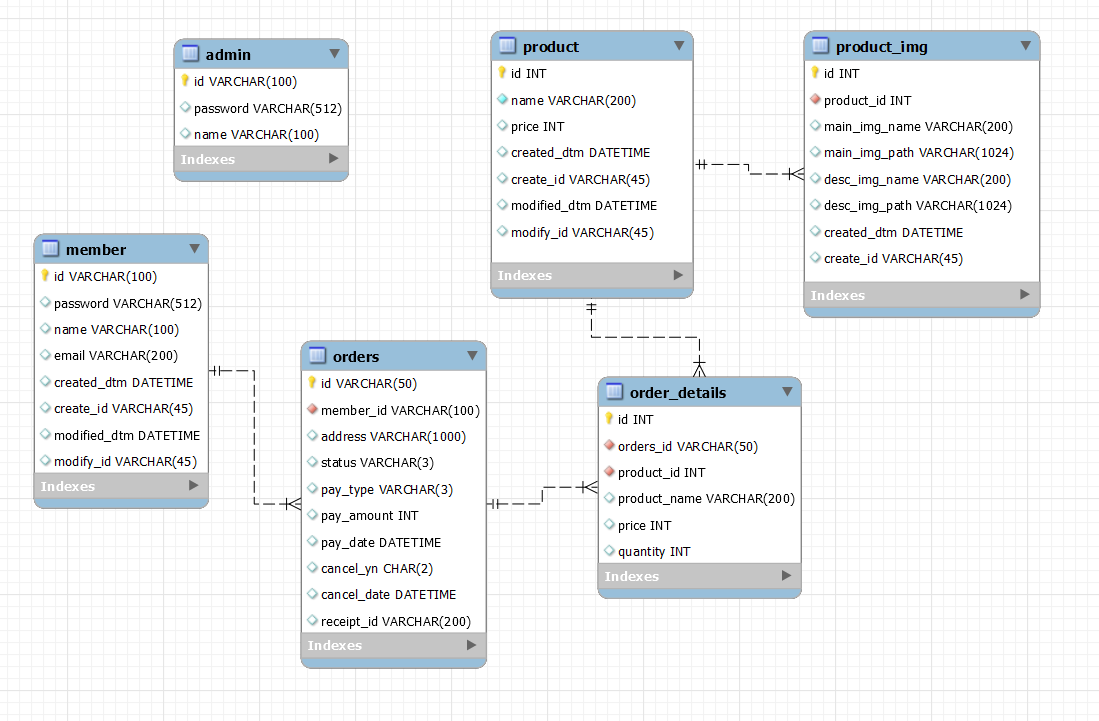 admin
id VARCHAR(100)
password VARCHAR(512)
name VARCHAR(100)
Indexes
product
id INT
name VARCHAR(200)
price INT
created_dtm DATETIME
create_id VARCHAR(45)
modified_dtm DATETIME
modify_id VARCHAR(45)
Indexes
product_img
id INT
product_id INT
main_img_name VARCHAR(200)
main_img_path VARCHAR(1024)
desc_img_name VARCHAR(200)
desc_img_path VARCHAR(1024)
created_dtm DATETIME
create_id VARCHAR(45)
Indexes
member
id VARCHAR(100)
password VARCHAR(512)
name VARCHAR(100)
email VARCHAR(200)
created_dtm DATETIME
create_id VARCHAR(45)
modified_dtm DATETIME
modify_id VARCHAR(45)
Indexes
orders
id VARCHAR(50)
member_id VARCHAR(100)
address VARCHAR(1000)
status VARCHAR(3)
pay_type VARCHAR(3)
pay_amount INT
pay_date DATETIME
cancel_yn CHAR(2)
cancel_date DATETIME
receipt_id VARCHAR(200)
Indexes
order_details
id INT
orders_id VARCHAR(50)
product_id INT
product_name VARCHAR(200)
price INT
quantity INT
Indexes